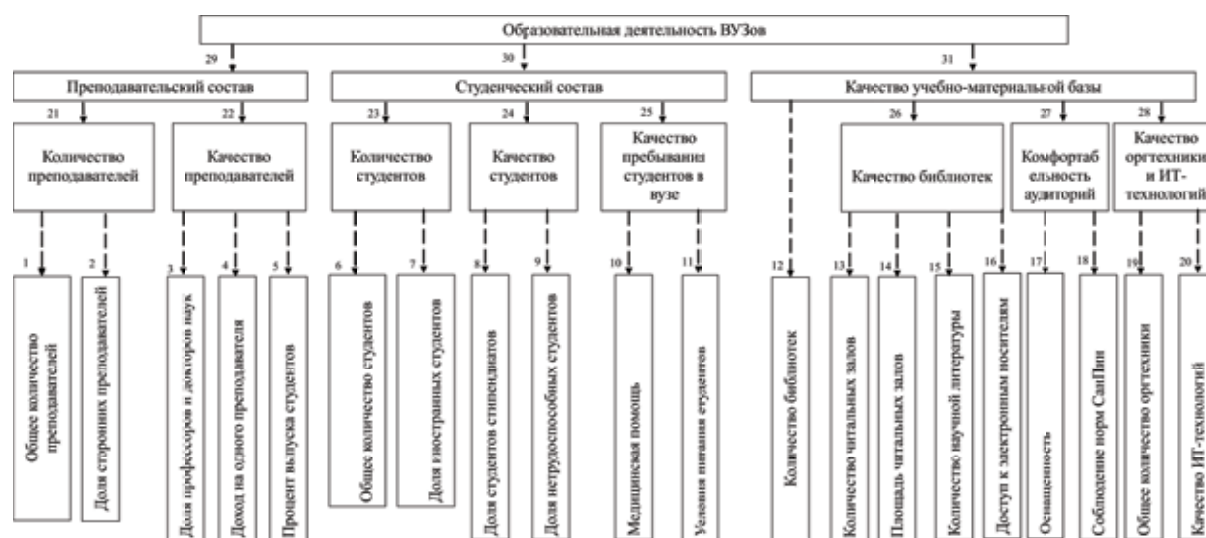 Образовательная деятельность ВУЗов
29
30
31
Преподавательский состав
Студенческий состав
Качество учебно-материальной базы
21
22
23
24
25
26
27
28
Количество
преподавателей
Качество
преподавателей
Количество
студентов
Качество
студентов
Качество
пребывания
студентов в
вузе
Качество библиотек
Комфортаб
ельность
аудиторий
Качество
оргтехники
и ИТ-
технологий
1
2
3
4
5
6
7
8
9
10
11
12
13
14
15
16
17
18
19
20
Общее количество
преподавателей
Доля сторонних преподавателей
Доля профессоров и докторов наук
Доход на одного преподавателя
Процент выпуска студентов
Общее количество студентов
Доля иностранных студентов
Доля студентов стипендиатов
Доля нетрудоспособных студентов
Медицинская помощь
Условия питания студентов
Количество библиотек
Количество читальных залов
Площадь читальных залов
Количество научной литературы
Доступ к электронным носителям
Оснащенность
Соблюдение норм СанПин
Общее количество оргтехники
Качество ИТ-технологий